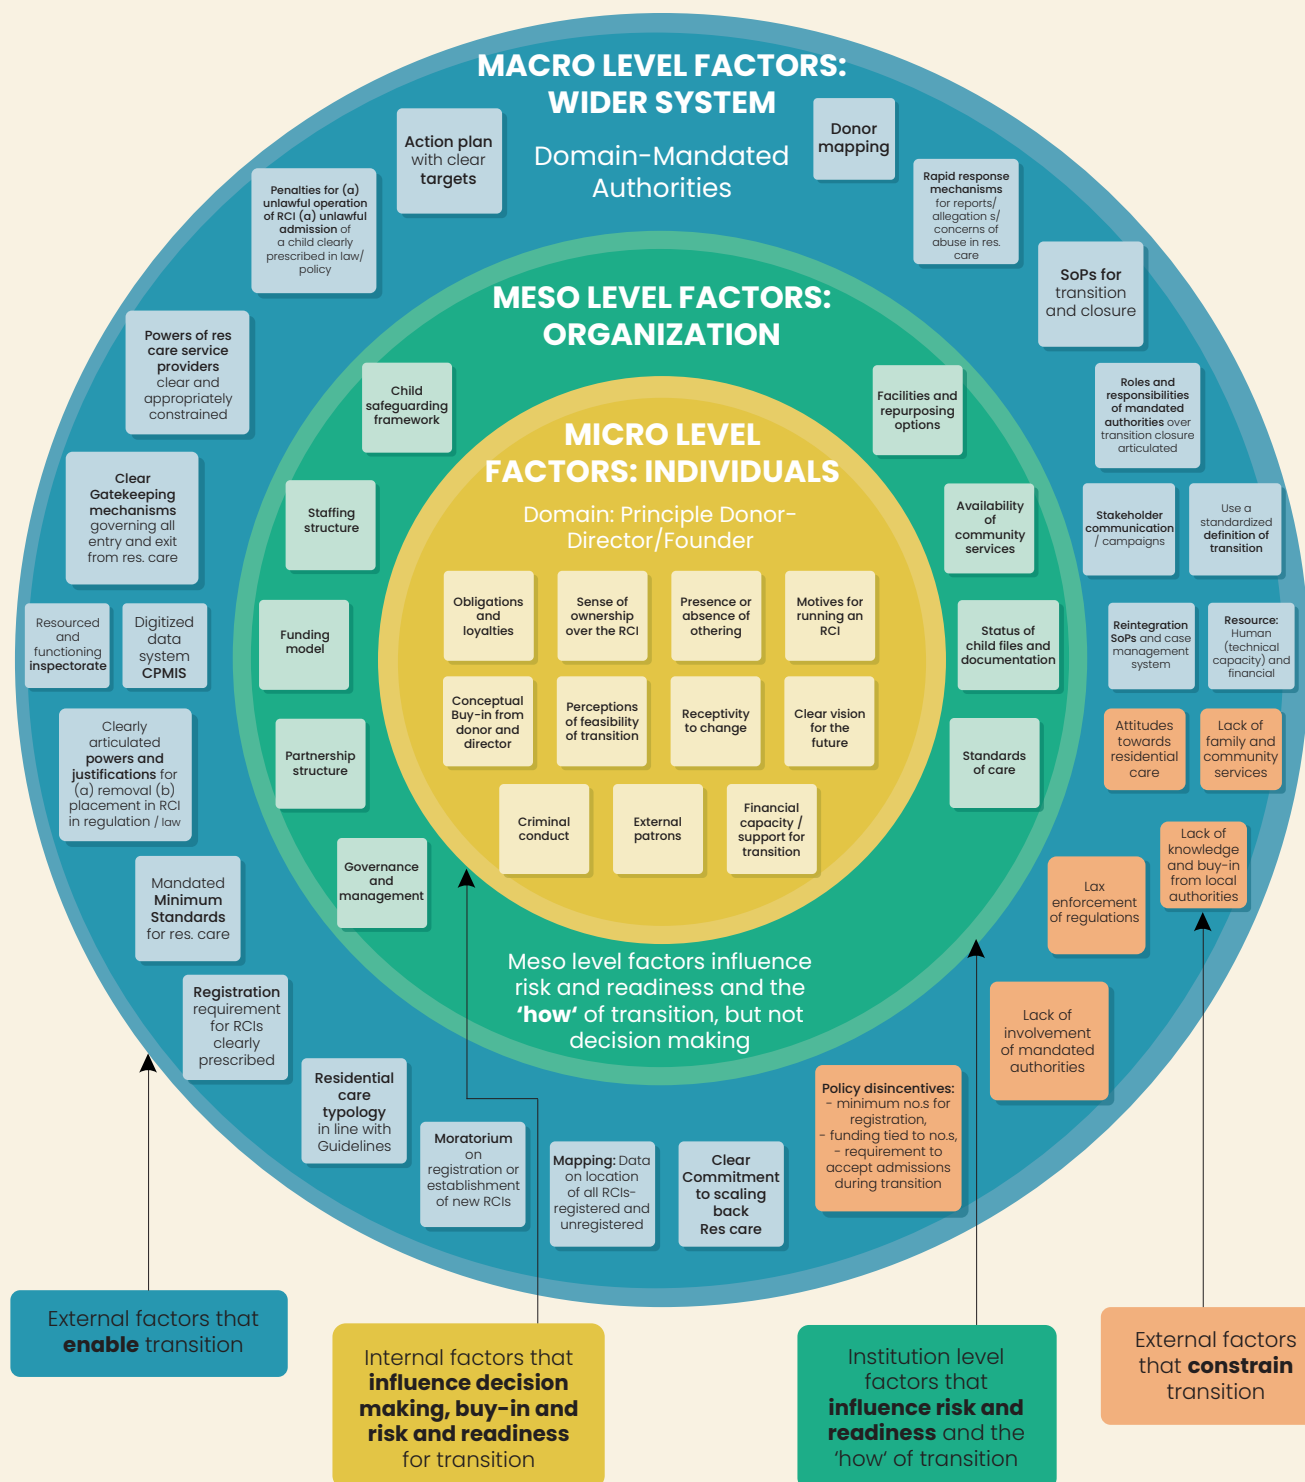 MACRO LEVEL FACTORS:
WIDER SYSTEM
Domain-Mandated
Authorities
Action plan
with clear
targets
Donor
mapping
Penalties for (a)
unlawful operation
of RCI (a) unlawful
admission of
a child clearly
prescribed in law/
policy
Rapid response
mechanisms
for reports/
allegation s/
concerns of
abuse in res.
care
SoPs for
transition
and closure
Powers of res
care service
providers
clear and
appropriately
constrained
Roles and
responsibilities
of mandated
authorities over
transition closure
articulated
Clear
Gatekeeping
mechanisms
governing all
entry and exit
from res. care
Stakeholder
communication
/ campaigns
Use a
standardized
definition of
transition
Resourced
and
functioning
inspectorate
Digitized
data
system
CPMIS
Reintegration
SoPs and case
management
system
Resource:
Human
(technical
capacity) and
financial
Clearly
articulated
powers and
justifications for
(a) removal (b)
placement in RCI
in regulation / law
Attitudes
towards
residential
care
Lack of
family and
community
services
Mandated
Minimum
Standards
for res. care
Lax
enforcement
of regulations
Lack of
knowledge
and buy-in
from local
authorities
Registration
requirement
for RCIs
clearly
prescribed
Lack of
involvement
of mandated
authorities
Residential
care
typology
in line with
Guidelines
Moratorium
on
registration or
establishment
of new RCIs
Mapping: Data
on location
of all RCIs-
registered and
unregistered
Clear
Commitment
to scaling
back
Res care
Policy disincentives:
- minimum no.s for
registration,
- funding tied to no.s,
- requirement to
accept admissions
during transition
MESO LEVEL FACTORS:
ORGANIZATION
Child
safeguarding
framework
Facilities and
repurposing
options
Staffing
structure
Availability
of
community
services
Funding
model
Status of
child files and
documentation
Partnership
structure
Standards
of care
Governance
and
management
Meso level factors influence
risk and readiness and the
‘how‘ of transition, but not
decision making
MICRO LEVEL
FACTORS: INDIVIDUALS
Domain: Principle Donor-
Director/Founder
Obligations
and
loyalties
Sense of
ownership
over the RCI
Presence or
absence of
othering
Motives for
running an
RCI
Conceptual
Buy-in from
donor and
director
Perceptions
of feasibility
of transition
Receptivity
to change
Clear vision
for the
future
Criminal
conduct
External
patrons
Financial
capacity /
support for
transition
External factors that
enable transition
Internal factors that
influence decision
making, buy-in and
risk and readiness
for transition
Institution level
factors that
influence risk and
readiness and the
‘how‘ of transition
External factors
that constrain
transition